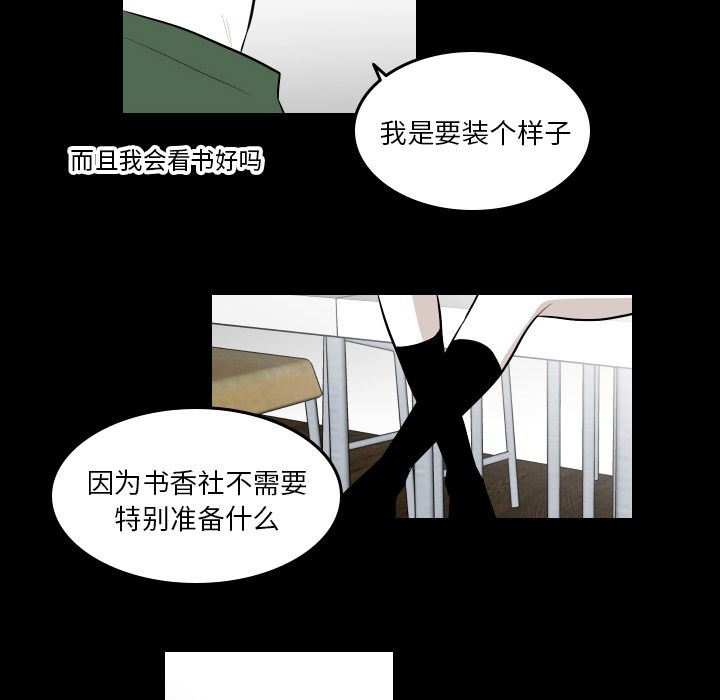 我是要装个样子
而且我会看书好吗
因为书香社不需要
特别准备什么